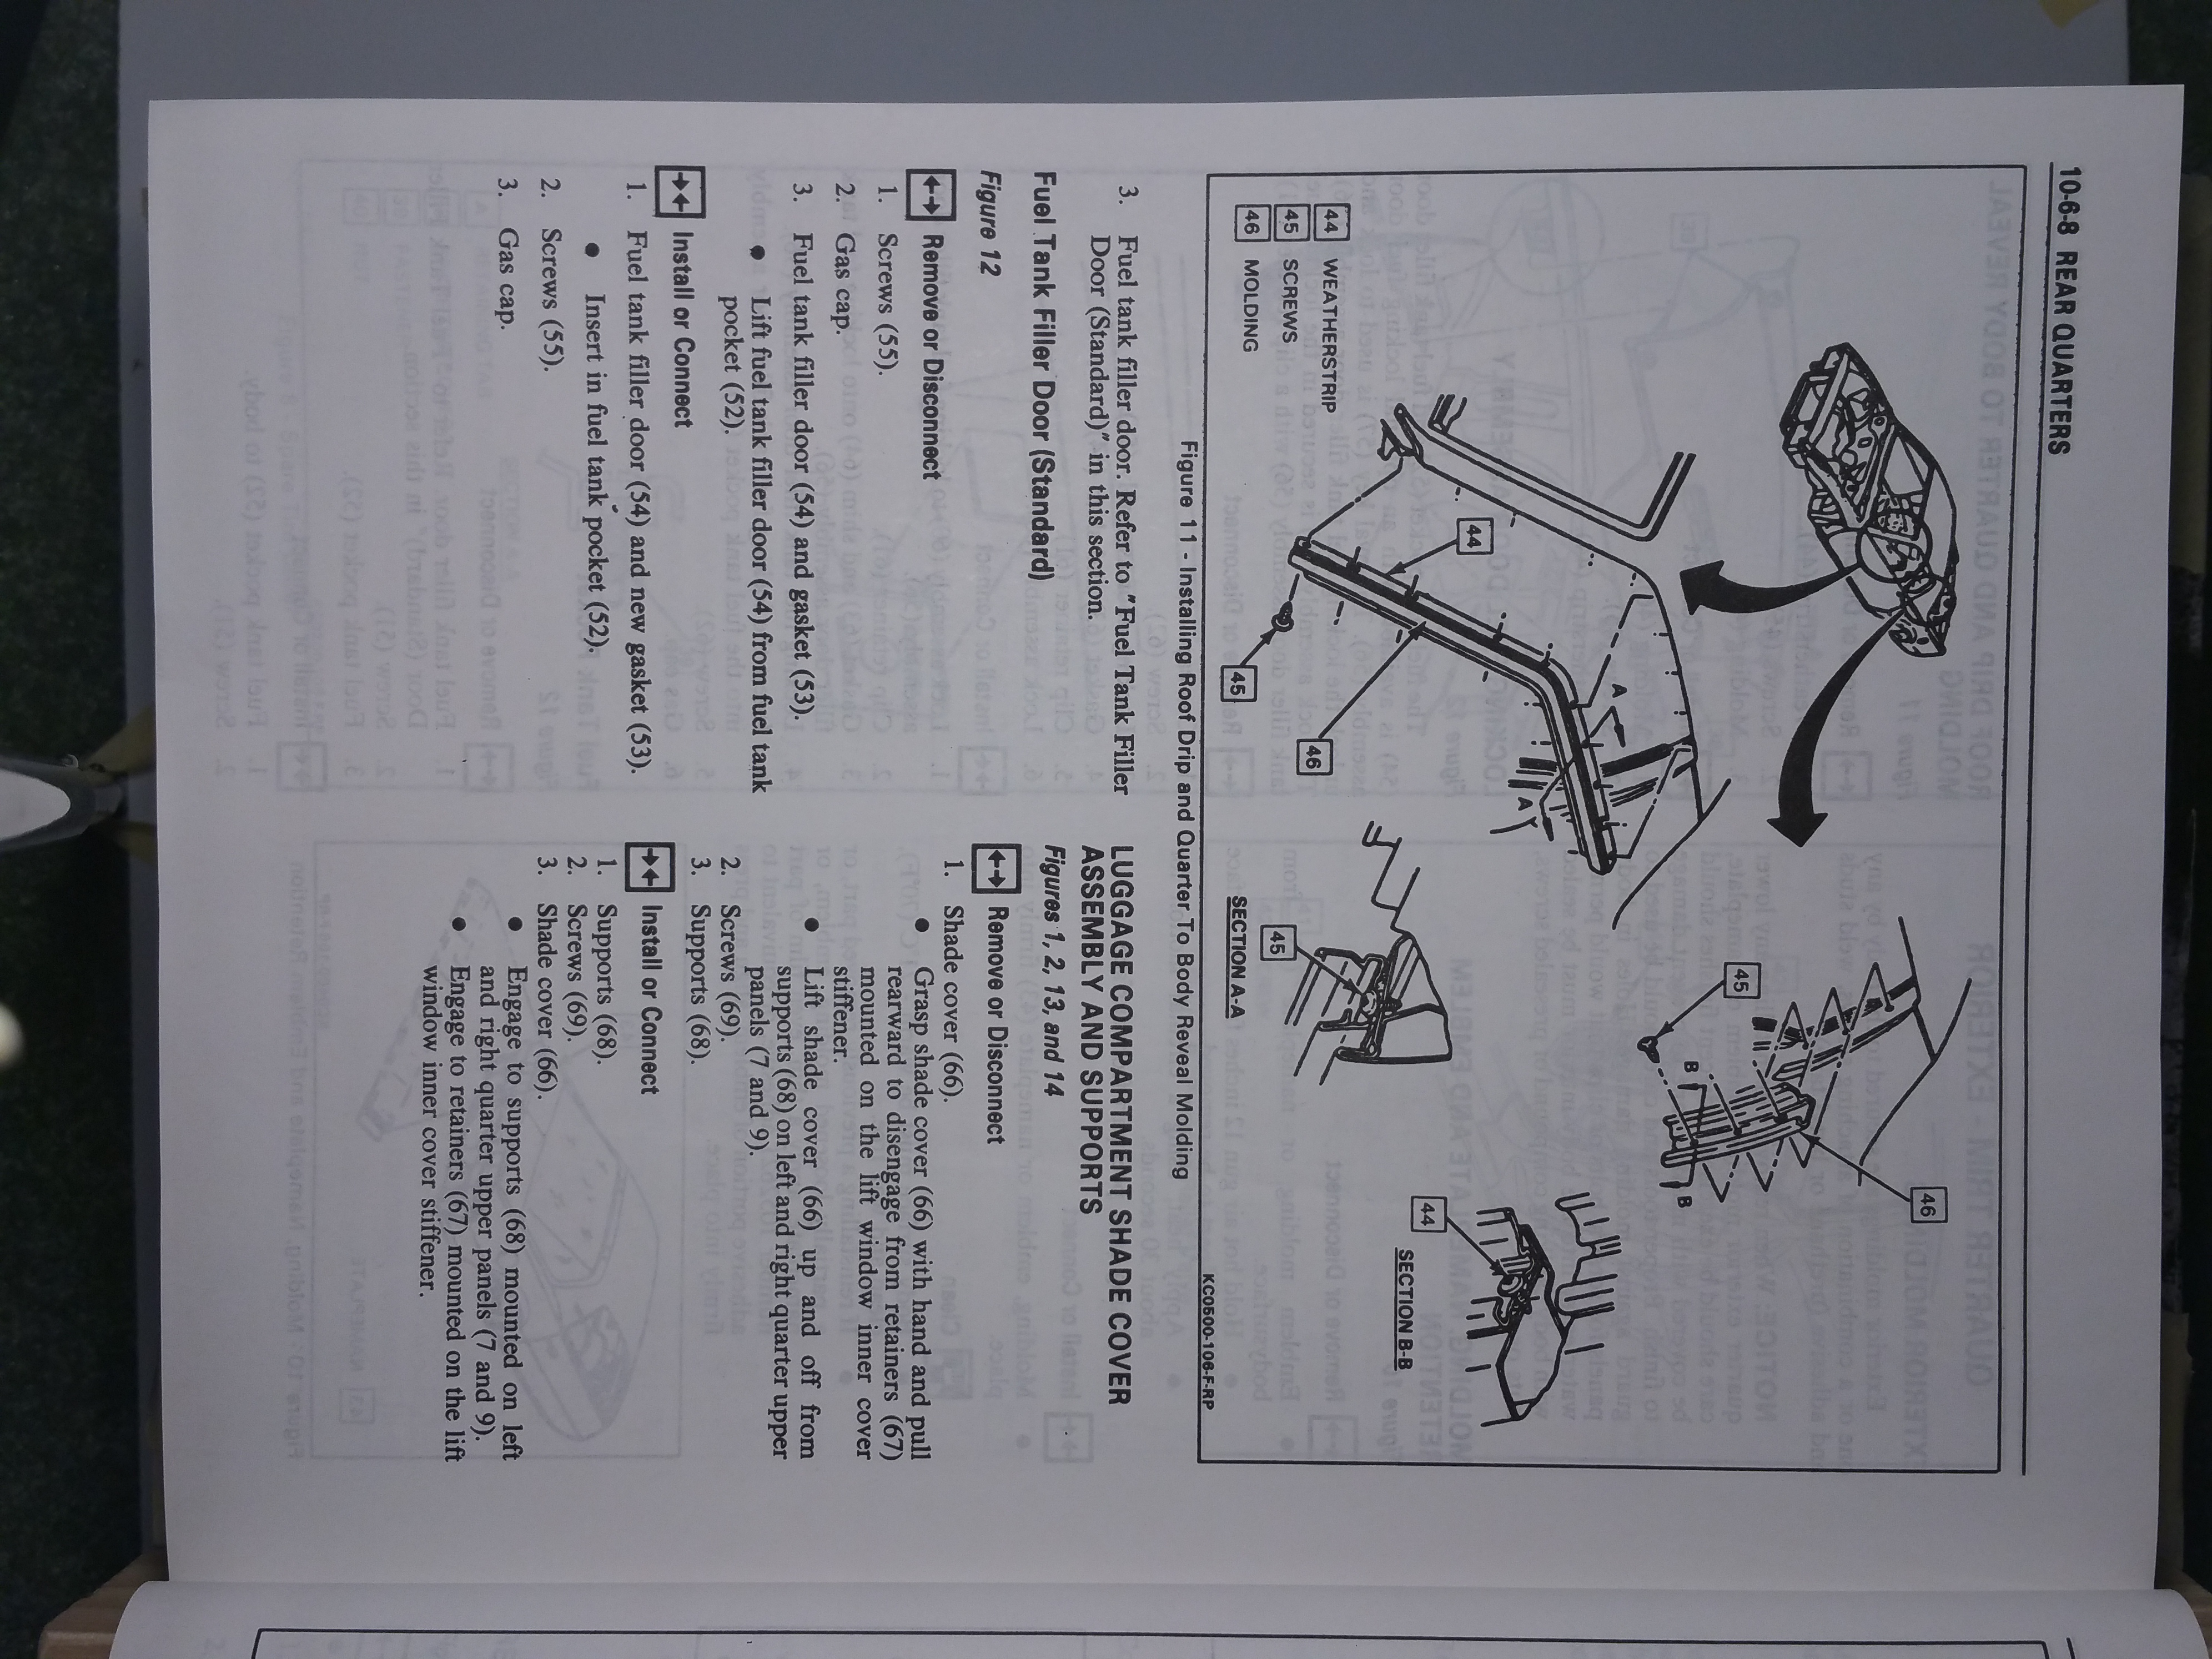 10-6-8 REAR QUARTERS
46
45
B
B
A
A
44
46
45
44
45
44 WEATHERSTRIP
45 SCREWS
46 MOLDING
SECTION A-A
SECTION B-B
KC0500-106-F-RP
Figure 11 - Installing Roof Drip and Quarter To Body Reveal Molding
3. Fuel tank filler door. Refer to "Fuel Tank Filler
Door (Standard)" in this section.
Fuel Tank Filler Door (Standard)
Figure 12
Remove or Disconnect
1. Screws (55).
2. Gas cap.
3. Fuel tank filler door (54) and gasket (53).
• Lift fuel tank filler door (54) from fuel tank
pocket (52).
Install or Connect
1. Fuel tank filler door (54) and new gasket (53).
• Insert in fuel tank pocket (52).
2. Screws (55).
3. Gas cap.
LUGGAGE COMPARTMENT SHADE COVER
ASSEMBLY AND SUPPORTS
Figures 1, 2, 13, and 14
Remove or Disconnect
1. Shade cover (66).
• Grasp shade cover (66) with hand and pull
rearward to disengage from retainers (67)
mounted on the lift window inner cover
stiffener.
• Lift shade cover (66) up and off from
supports (68) on left and right quarter upper
panels (7 and 9).
2. Screws (69).
3. Supports (68).
Install or Connect
1. Supports (68).
2. Screws (69).
3. Shade cover (66).
• Engage to supports (68) mounted on left
and right quarter upper panels (7 and 9).
• Engage to retainers (67) mounted on the lift
window inner cover stiffener.